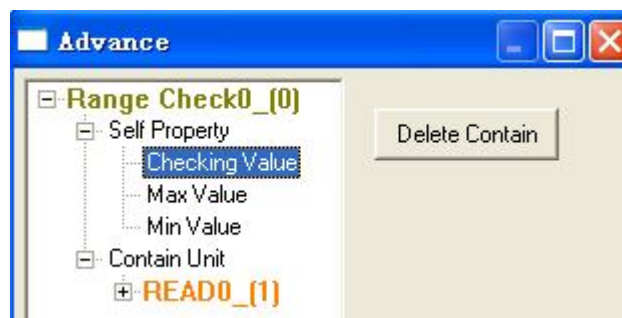 Advance
Range Check0_(0)
Self Property
Checking Value
Max Value
Min Value
Contain Unit
READ0_(1)
Delete Contain